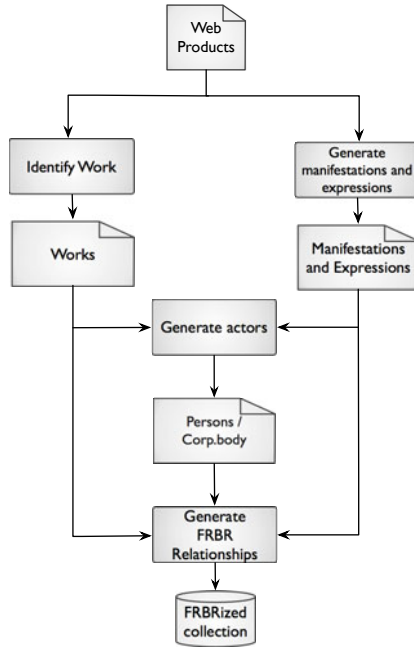 Web
Products
Identify Work
Generate
manifestations and
expressions
Works
Manifestations
and Expressions
Generate actors
Persons /
Corp.body
Generate
FRBR
Relationships
FRBRized
collection